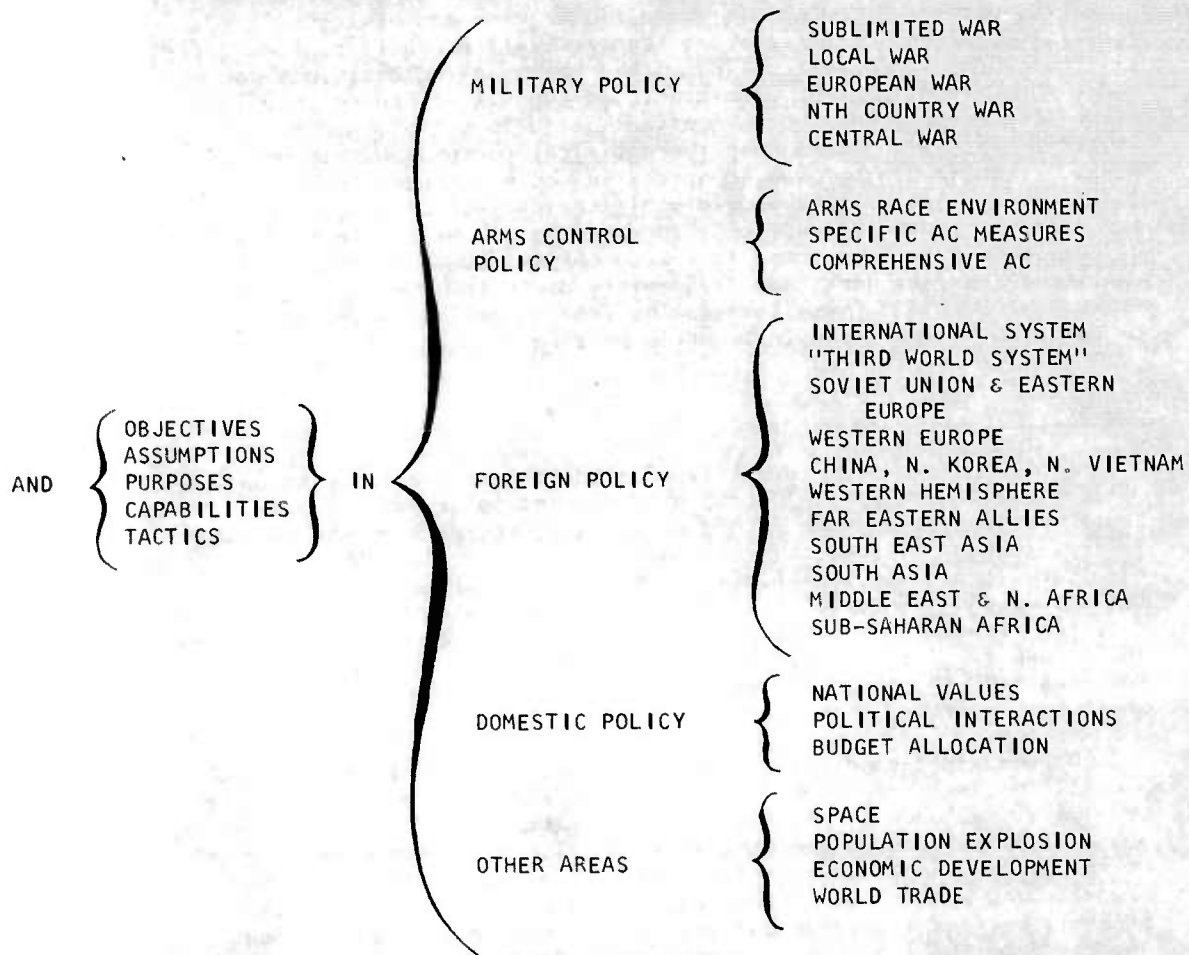 AND
OBJECTIVES
ASSUMPTIONS
PURPOSES
CAPABILITIES
TACTICS
IN
MILITARY POLICY
SUBLIMITED WAR
LOCAL WAR
EUROPEAN WAR
NTH COUNTRY WAR
CENTRAL WAR
ARMS CONTROL
POLICY
ARMS RACE ENVIRONMENT
SPECIFIC AC MEASURES
COMPREHENSIVE AC
FOREIGN POLICY
INTERNATIONAL SYSTEM
"THIRD WORLD SYSTEM"
SOVIET UNION & EASTERN
EUROPE
WESTERN EUROPE
CHINA, N. KOREA, N. VIETNAM
WESTERN HEMISPHERE
FAR EASTERN ALLIES
SOUTH EAST ASIA
SOUTH ASIA
MIDDLE EAST & N. AFRICA
SUB-SAHARAN AFRICA
DOMESTIC POLICY
NATIONAL VALUES
POLITICAL INTERACTIONS
BUDGET ALLOCATION
OTHER AREAS
SPACE
POPULATION EXPLOSION
ECONOMIC DEVELOPMENT
WORLD TRADE